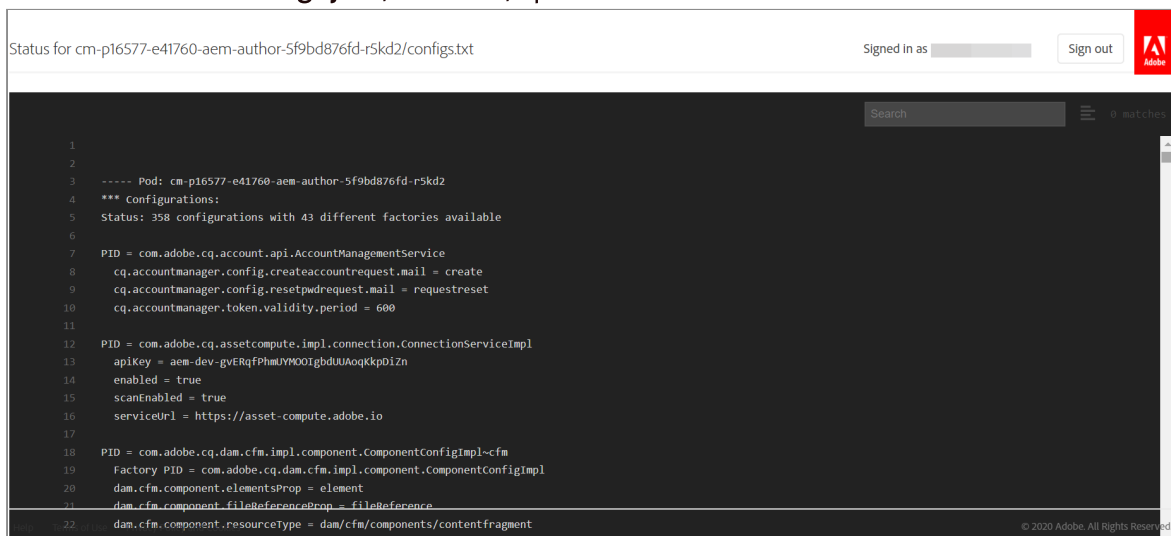 Status for cm-p16577-e41760-aem-author-5f9bd876fd-r5kd2/configs.txt
Signed in as
Sign out
Adobe
Search
0 matches
1
2
3 ----- Pod: cm-p16577-e41760-aem-author-5f9bd876fd-r5kd2
4 *** Configurations:
5 Status: 358 configurations with 43 different factories available
6
7 PID = com.adobe.cq.account.api.AccountManagementService
8 cq.accountmanager.config.createaccountrequest.mail = create
9 cq.accountmanager.config.resetpwdrequest.mail = requestreset
10 cq.accountmanager.token.validity.period = 600
11
12 PID = com.adobe.cq.assetcompute.impl.connection.ConnectionServiceImpl
13 apiKey = aem-dev-gvERqfPhmUYMOOIgbdUUAoqKkpDiZn
14 enabled = true
15 scanEnabled = true
16 serviceUrl = https://asset-compute.adobe.io
17
18 PID = com.adobe.cq.dam.cfm.impl.component.ComponentConfigImpl~cfm
19 Factory PID = com.adobe.cq.dam.cfm.impl.component.ComponentConfigImpl
20 dam.cfm.component.elementsProp = element
21 dam.cfm.component.fileReferenceProp = fileReference
22 dam.cfm.component.resourceType = dam/cfm/components/contentfragment
Help
© 2020 Adobe. All Rights Reserved